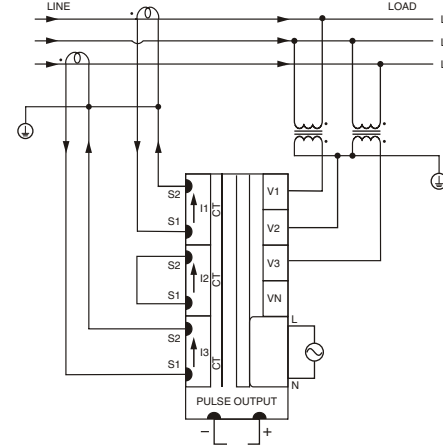 LINE LOAD
L
L
L
S2
S1
I1
CT
V1
S2
S1
I2
CT
V2
V3
S2
S1
I3
CT
VN
L
N
PULSE OUTPUT
− +